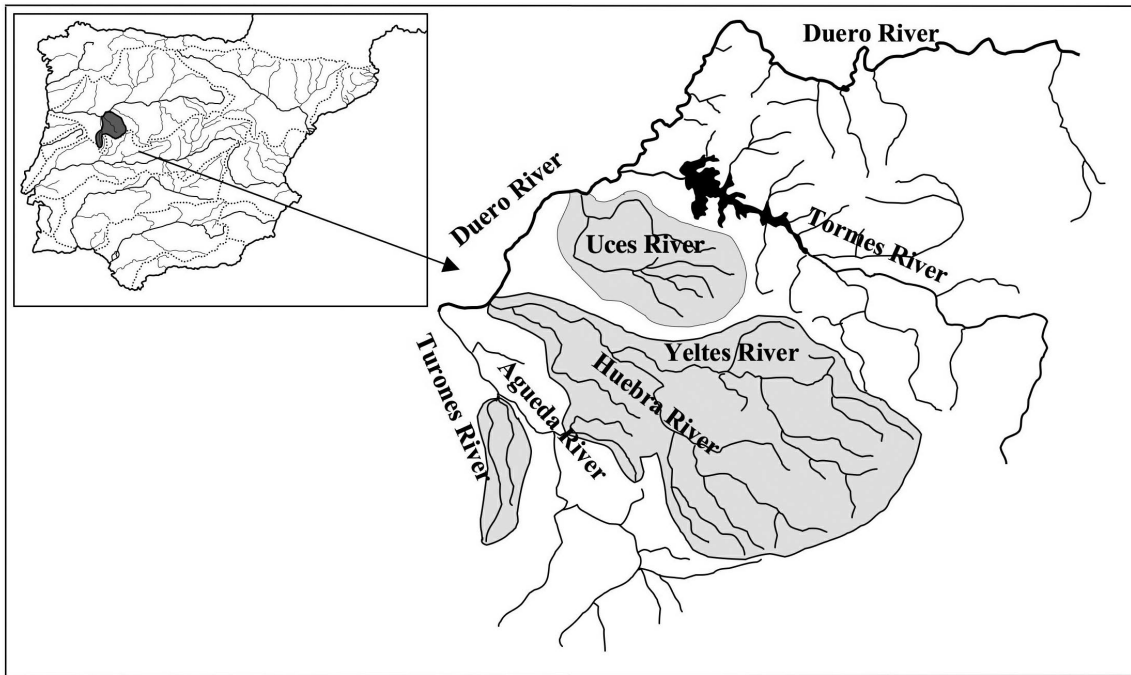 Duero River
Duero River
Uces River
Tormes River
Yeltes River
Huebra River
Agueda River
Turones River